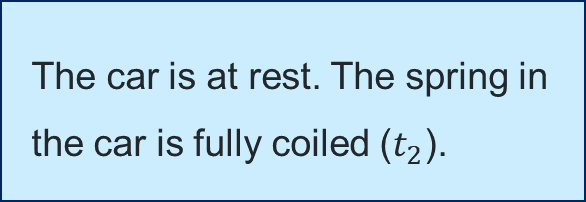 The car is at rest. The spring in
the car is fully coiled (t₂).